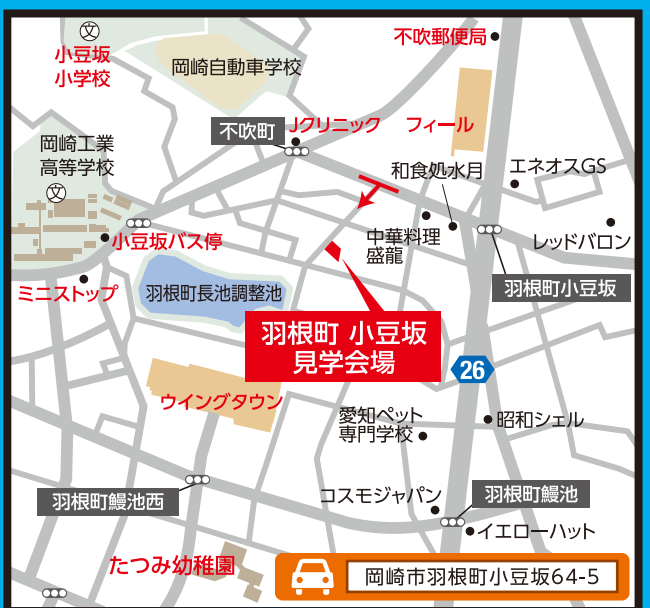 不吹郵便局
文
小豆坂
小学校
岡崎自動車学校
不吹町
Jクリニック
フィール
岡崎工業
高等学校
文
和食処水月
エネオスGS
小豆坂バス停
中華料理
盛龍
レッドバロン
ミニストップ
羽根町長池調整池
羽根町小豆坂
羽根町 小豆坂
見学会場
26
ウイングタウン
愛知ペット
専門学校
昭和シェル
羽根町鰻池西
コスモジャパン
羽根町鰻池
イエローハット
たつみ幼稚園
岡崎市羽根町小豆坂64-5